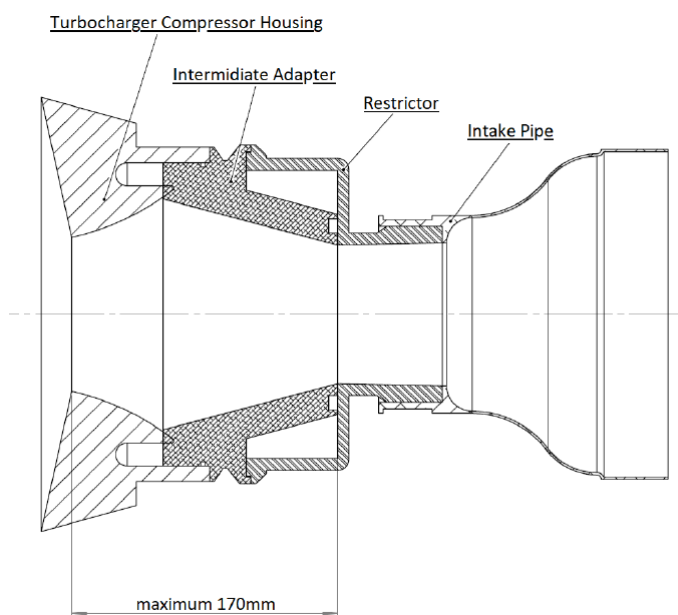 Turbocharger Compressor Housing
Intermidiate Adapter
Restrictor
Intake Pipe
maximum 170mm